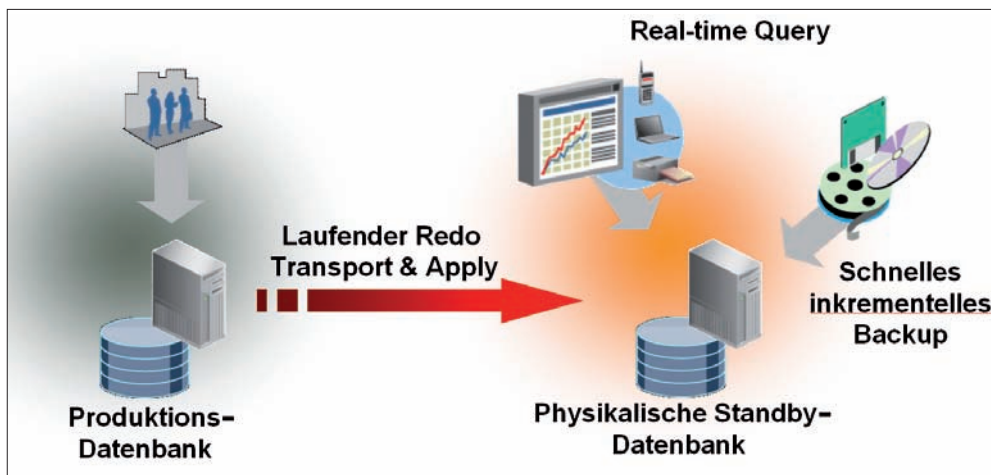 Real-time Query
Laufender Redo
Transport & Apply
Schnelles
inkrementelles
Backup
Produktions-
Datenbank
Physikalische Standby-
Datenbank